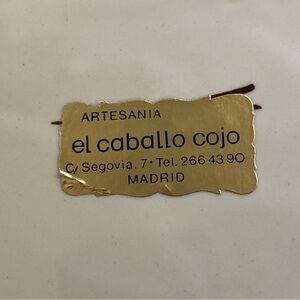 ARTESANIA
el caballo cojo
C/ Segovia. 7 • Tel. 266 43 90
MADRID